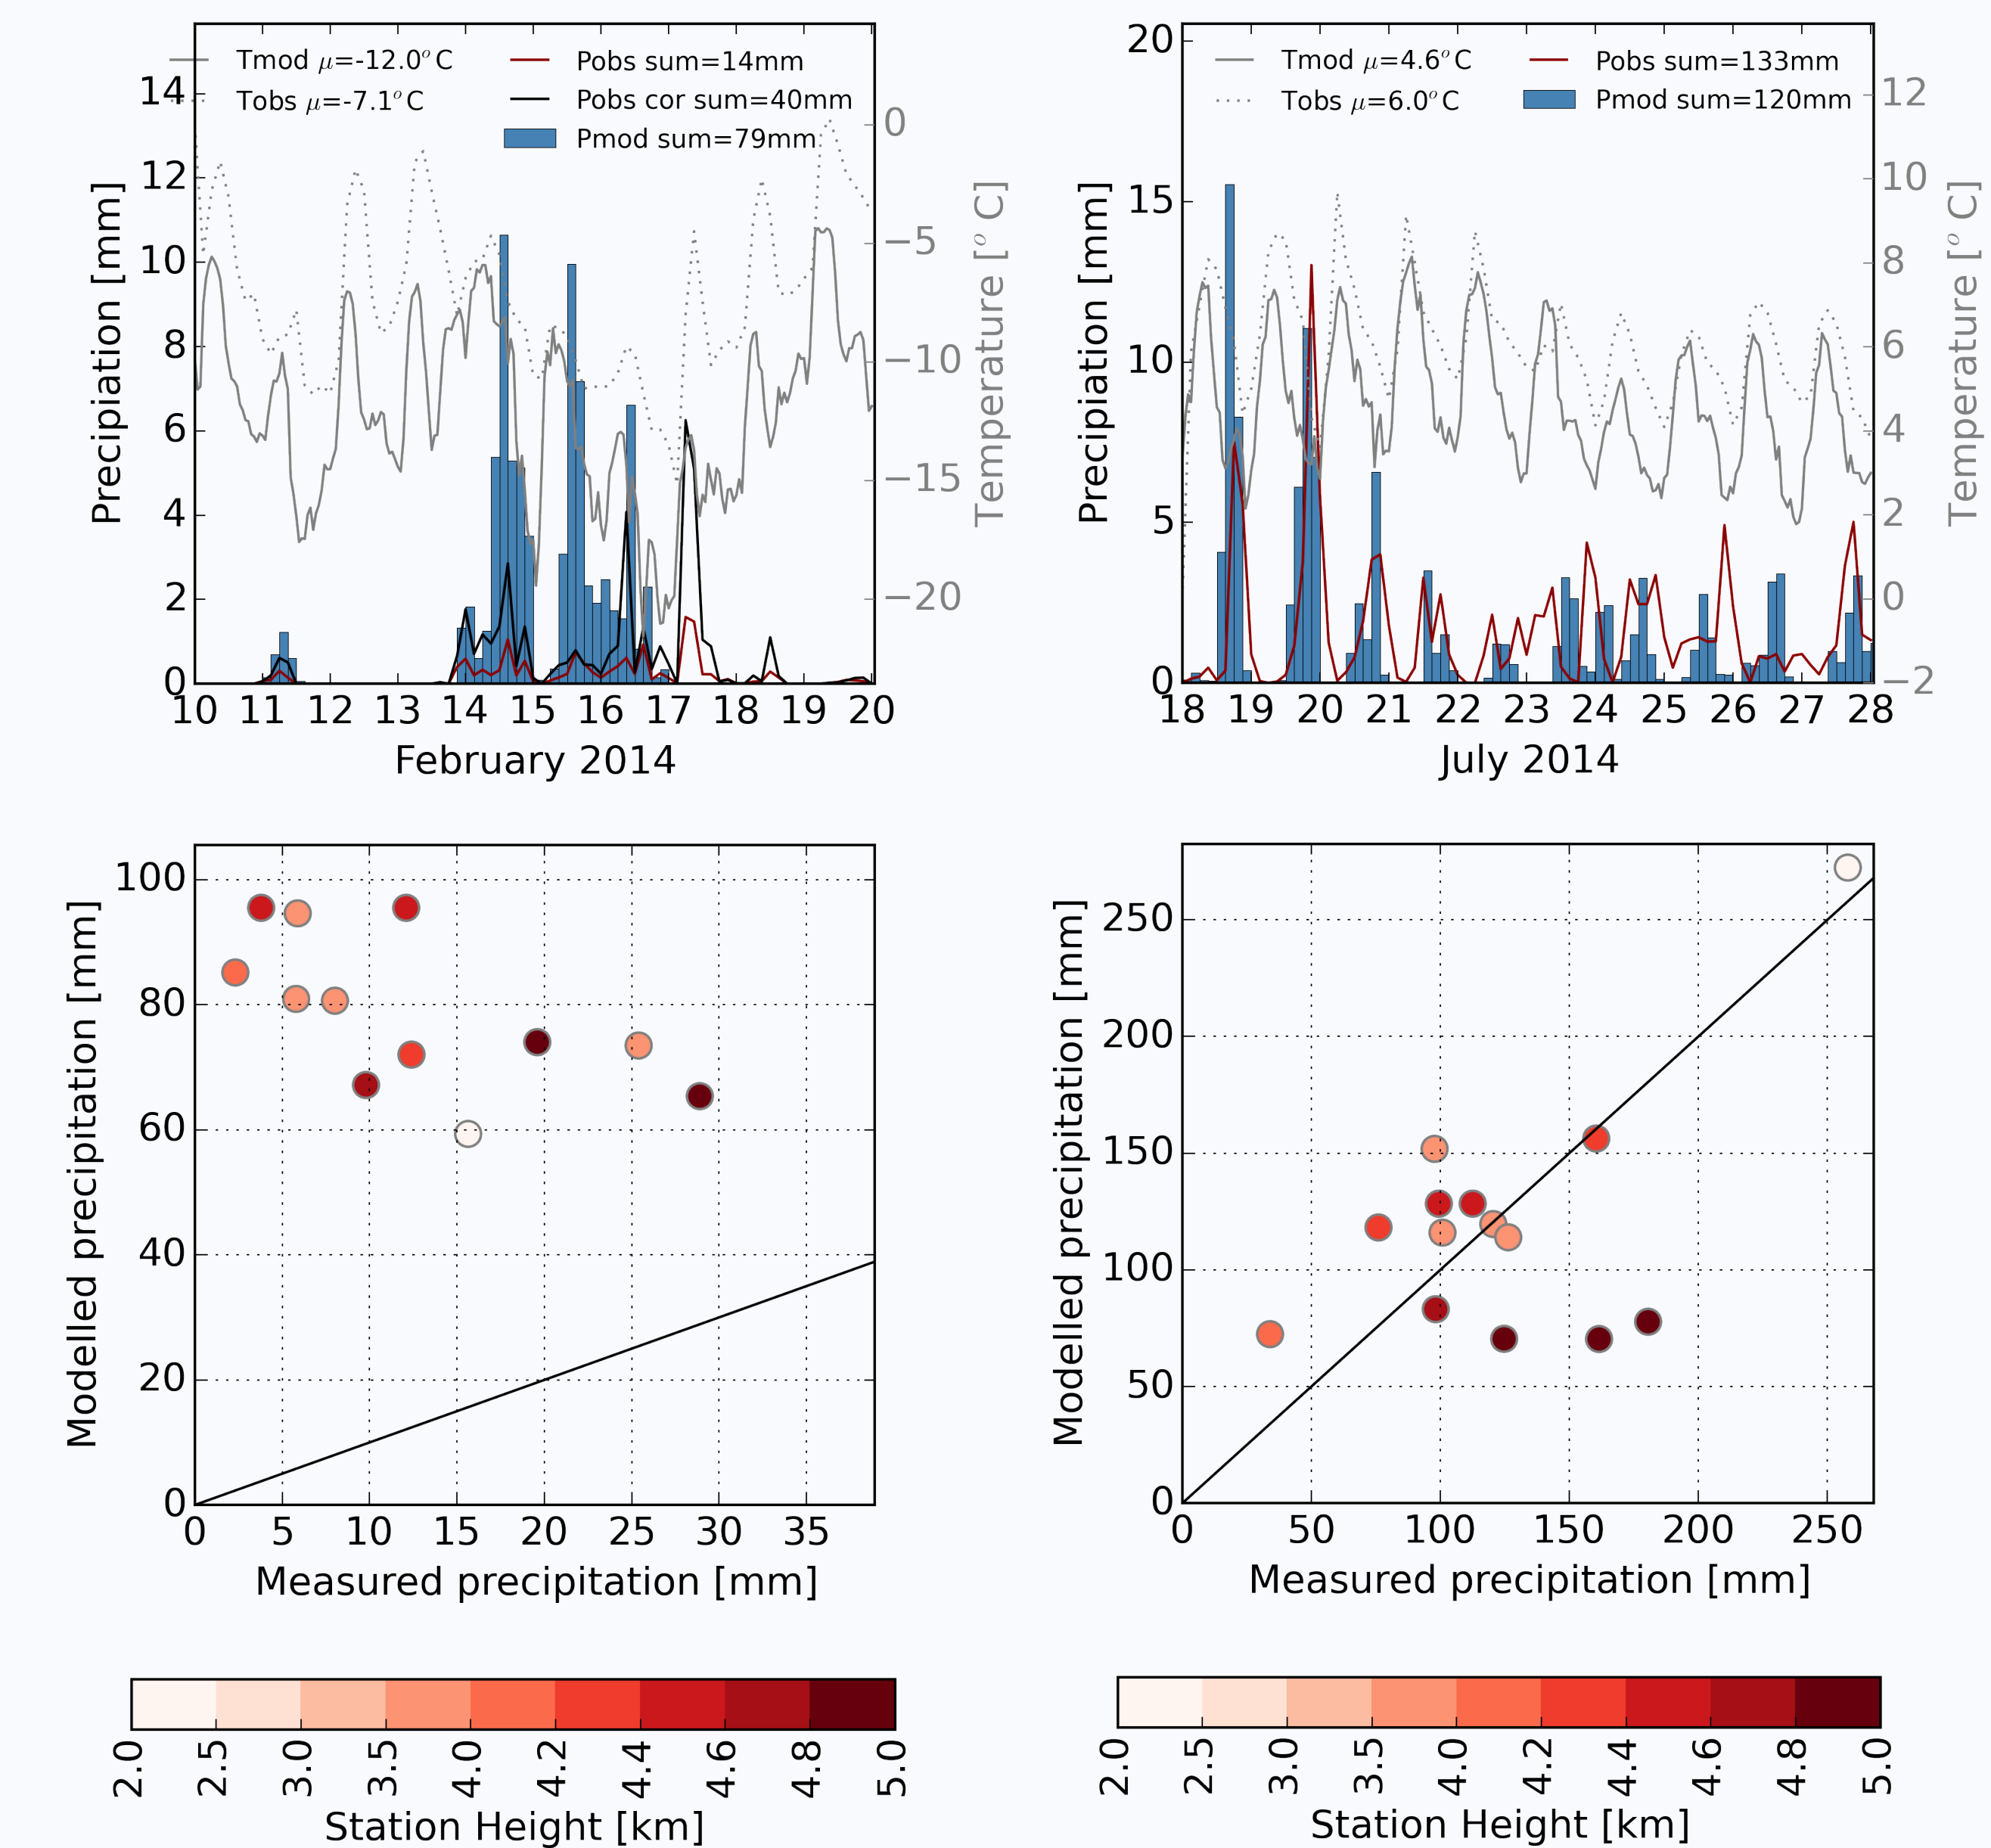 Tmod μ=-12.0°C
Tobs μ=-7.1°C
Pobs sum=14mm
Pobs cor sum=40mm
Pmod sum=79mm
14
12
10
8
6
4
2
0
Precipiation [mm]
0
−5
−10
−15
−20
Temperature [° C]
10 11 12 13 14 15 16 17 18 19 20
February 2014
Tmod μ=4.6°C
Tobs μ=6.0°C
Pobs sum=133mm
Pmod sum=120mm
20
15
10
5
0
Precipiation [mm]
12
10
8
6
4
2
0
−2
Temperature [° C]
18 19 20 21 22 23 24 25 26 27 28
July 2014
100
80
60
40
20
0
Modelled precipitation [mm]
0 5 10 15 20 25 30 35
Measured precipitation [mm]
250
200
150
100
50
0
Modelled precipitation [mm]
0 50 100 150 200 250
Measured precipitation [mm]
2.0 2.5 3.0 3.5 4.0 4.2 4.4 4.6 4.8 5.0
Station Height [km]
2.0 2.5 3.0 3.5 4.0 4.2 4.4 4.6 4.8 5.0
Station Height [km]